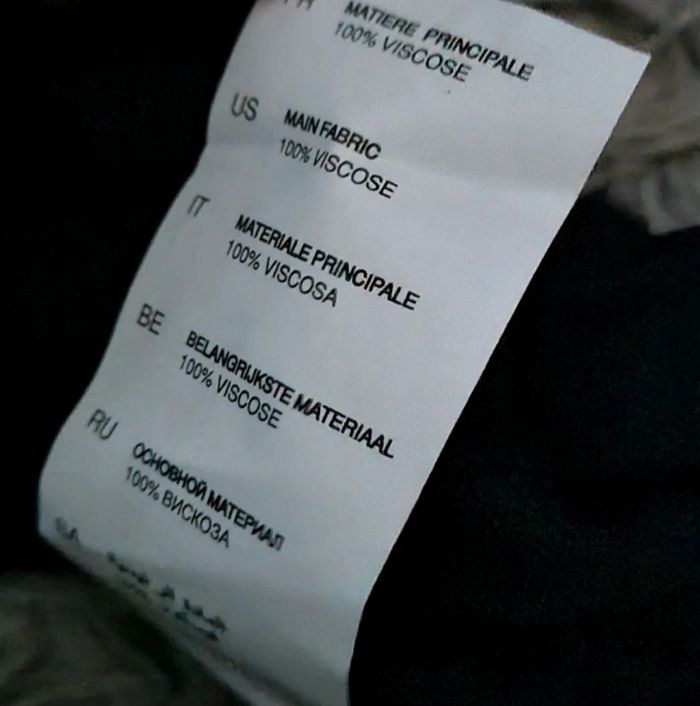 MATIERE PRINCIPALE
100% VISCOSE
US MAIN FABRIC
100% VISCOSE
IT MATERIALE PRINCIPALE
100% VISCOSA
BE BELANGRIJKSTE MATERIAAL
100% VISCOSE
RU ОСНОВНОЙ МАТЕРИАЛ
100% ВИСКОЗА